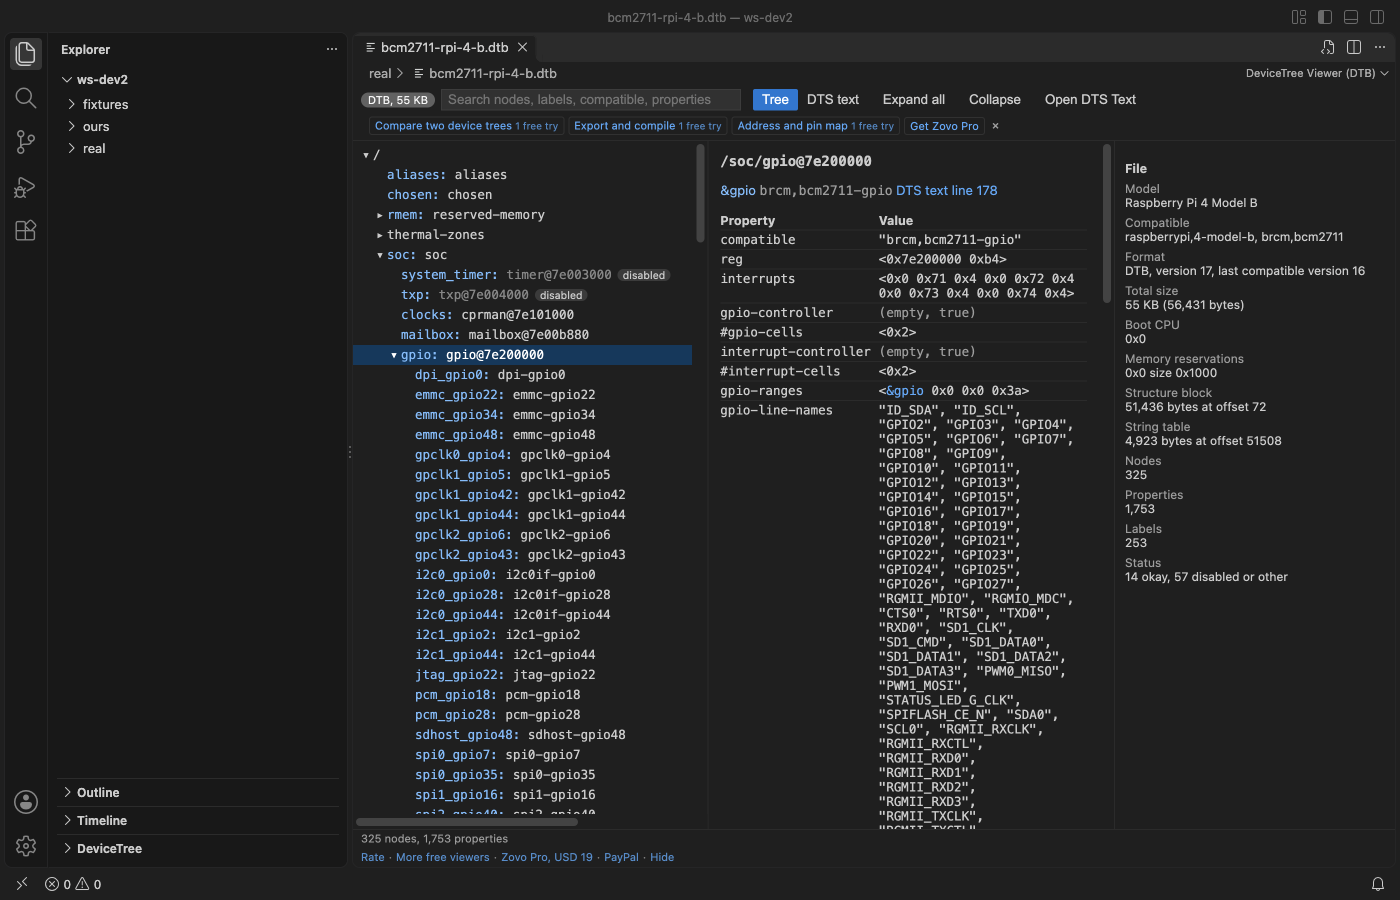 bcm2711-rpi-4-b.dtb — ws-dev2
Explorer
ws-dev2
fixtures
ours
real
Outline
Timeline
DeviceTree
bcm2711-rpi-4-b.dtb
real > bcm2711-rpi-4-b.dtb
DeviceTree Viewer (DTB)
DTB, 55 KB
Search nodes, labels, compatible, properties
Tree
DTS text
Expand all
Collapse
Open DTS Text
Compare two device trees 1 free try
Export and compile 1 free try
Address and pin map 1 free try
Get Zovo Pro
×
/
aliases: aliases
chosen: chosen
rmem: reserved-memory
thermal-zones
soc: soc
system_timer: timer@7e003000 disabled
txp: txp@7e004000 disabled
clocks: cprman@7e101000
mailbox: mailbox@7e00b880
gpio: gpio@7e200000
dpi_gpio0: dpi-gpio0
emmc_gpio22: emmc-gpio22
emmc_gpio34: emmc-gpio34
emmc_gpio48: emmc-gpio48
gpclk0_gpio4: gpclk0-gpio4
gpclk1_gpio5: gpclk1-gpio5
gpclk1_gpio42: gpclk1-gpio42
gpclk1_gpio44: gpclk1-gpio44
gpclk2_gpio6: gpclk2-gpio6
gpclk2_gpio43: gpclk2-gpio43
i2c0_gpio0: i2c0if-gpio0
i2c0_gpio28: i2c0if-gpio28
i2c0_gpio44: i2c0if-gpio44
i2c1_gpio2: i2c1-gpio2
i2c1_gpio44: i2c1-gpio44
jtag_gpio22: jtag-gpio22
pcm_gpio18: pcm-gpio18
pcm_gpio28: pcm-gpio28
sdhost_gpio48: sdhost-gpio48
spi0_gpio7: spi0-gpio7
spi0_gpio35: spi0-gpio35
spi1_gpio16: spi1-gpio16
spi2_gpio40: spi2-gpio40
/soc/gpio@7e200000
&gpio brcm,bcm2711-gpio DTS text line 178
Property Value
compatible "brcm,bcm2711-gpio"
reg <0x7e200000 0xb4>
interrupts <0x0 0x71 0x4 0x0 0x72 0x4
0x0 0x73 0x4 0x0 0x74 0x4>
gpio-controller (empty, true)
#gpio-cells <0x2>
interrupt-controller (empty, true)
#interrupt-cells <0x2>
gpio-ranges <&gpio 0x0 0x0 0x3a>
gpio-line-names "ID_SDA", "ID_SCL",
"GPIO2", "GPIO3", "GPIO4",
"GPIO5", "GPIO6", "GPIO7",
"GPIO8", "GPIO9",
"GPIO10", "GPIO11",
"GPIO12", "GPIO13",
"GPIO14", "GPIO15",
"GPIO16", "GPIO17",
"GPIO18", "GPIO19",
"GPIO20", "GPIO21",
"GPIO22", "GPIO23",
"GPIO24", "GPIO25",
"GPIO26", "GPIO27",
"RGMII_MDIO", "RGMIO_MDC",
"CTS0", "RTS0", "TXD0",
"RXD0", "SD1_CLK",
"SD1_CMD", "SD1_DATA0",
"SD1_DATA1", "SD1_DATA2",
"SD1_DATA3", "PWM0_MISO",
"PWM1_MOSI",
"STATUS_LED_G_CLK",
"SPIFLASH_CE_N", "SDA0",
"SCL0", "RGMII_RXCLK",
"RGMII_RXCTL",
"RGMII_RXD0",
"RGMII_RXD1",
"RGMII_RXD2",
"RGMII_RXD3",
"RGMII_TXCLK",
"RGMII_TXCTL",
File
Model
Raspberry Pi 4 Model B
Compatible
raspberrypi,4-model-b, brcm,bcm2711
Format
DTB, version 17, last compatible version 16
Total size
55 KB (56,431 bytes)
Boot CPU
0x0
Memory reservations
0x0 size 0x1000
Structure block
51,436 bytes at offset 72
String table
4,923 bytes at offset 51508
Nodes
325
Properties
1,753
Labels
253
Status
14 okay, 57 disabled or other
325 nodes, 1,753 properties
Rate · More free viewers · Zovo Pro, USD 19 · PayPal · Hide
0 0